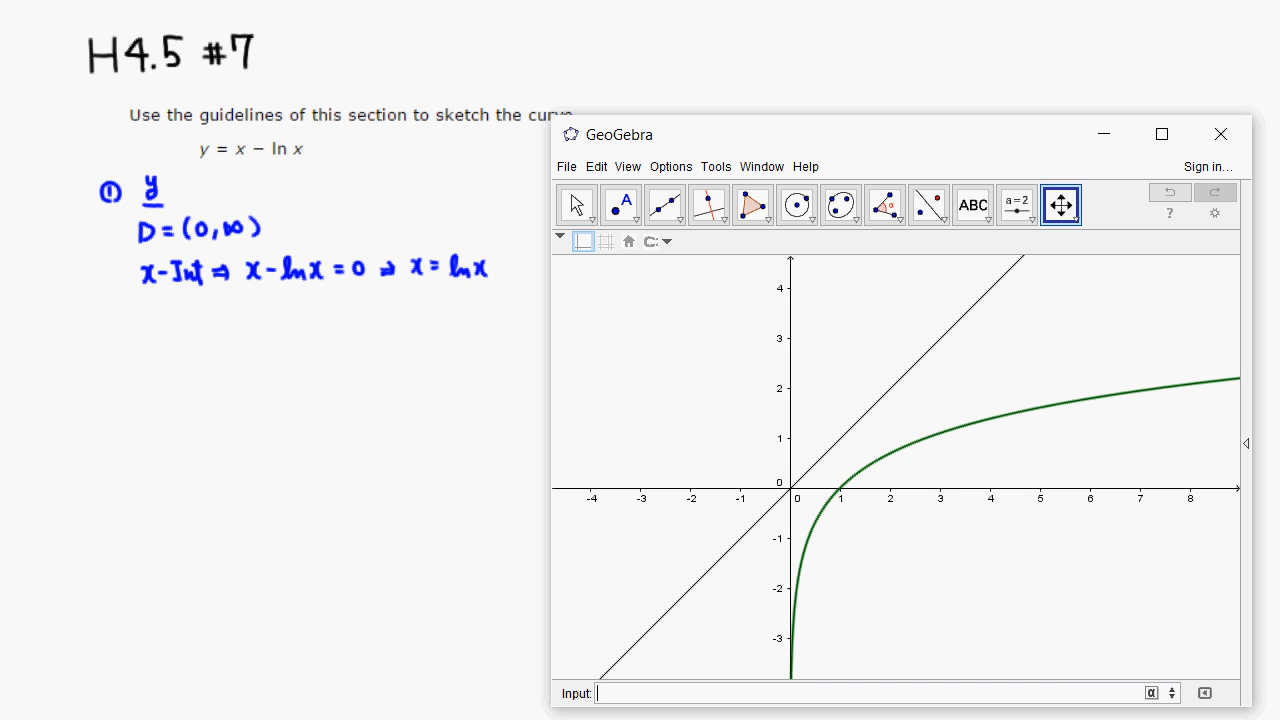 H4.5 #7
Use the guidelines of this section to sketch the curve
y = x − ln x
① y
D = (0, ∞)
x-Int ⇒ x - ln x = 0 ⇒ x = ln x
GeoGebra
File Edit View Options Tools Window Help Sign in...
A ABC a=2 α
?
C:
4
3
2
1
0
-4 -3 -2 -1 0 1 2 3 4 5 6 7 8
-1
-2
-3
Input: α